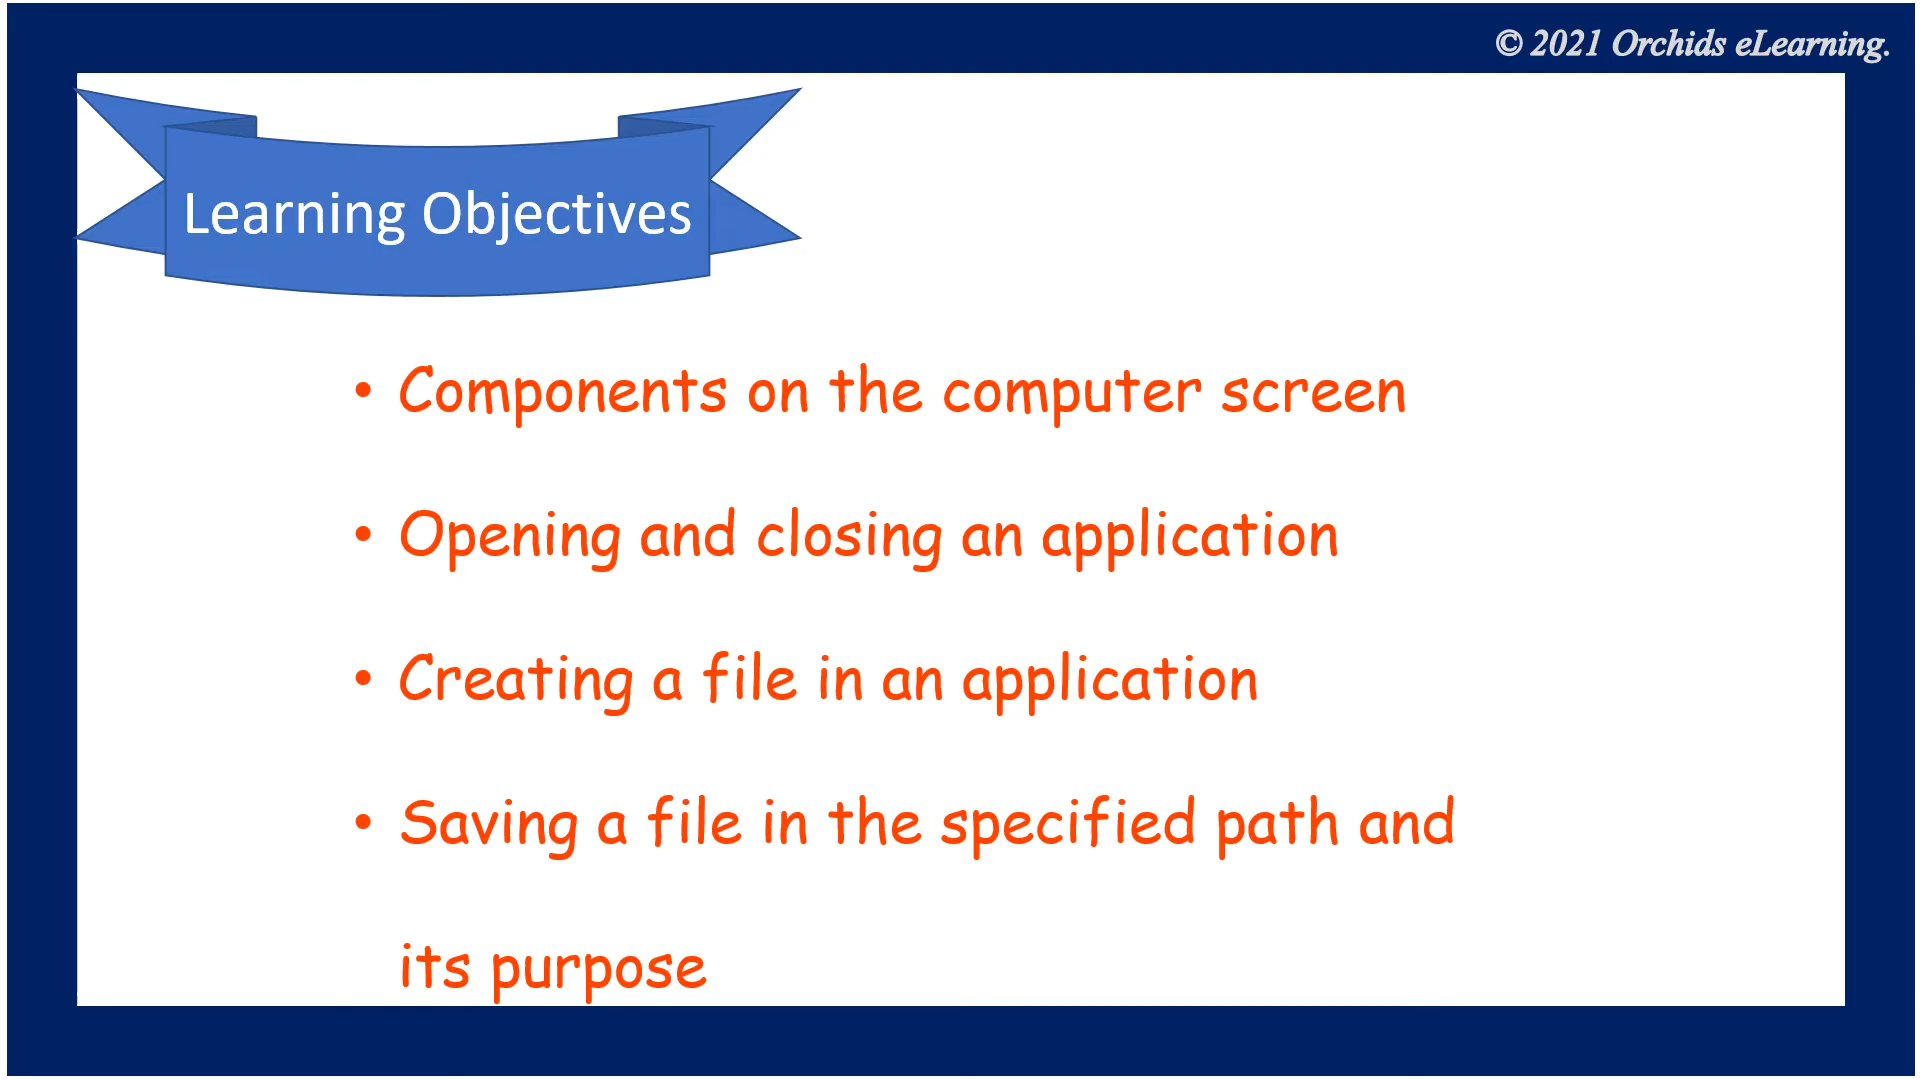 © 2021 Orchids eLearning.
Learning Objectives
• Components on the computer screen
• Opening and closing an application
• Creating a file in an application
• Saving a file in the specified path and
its purpose